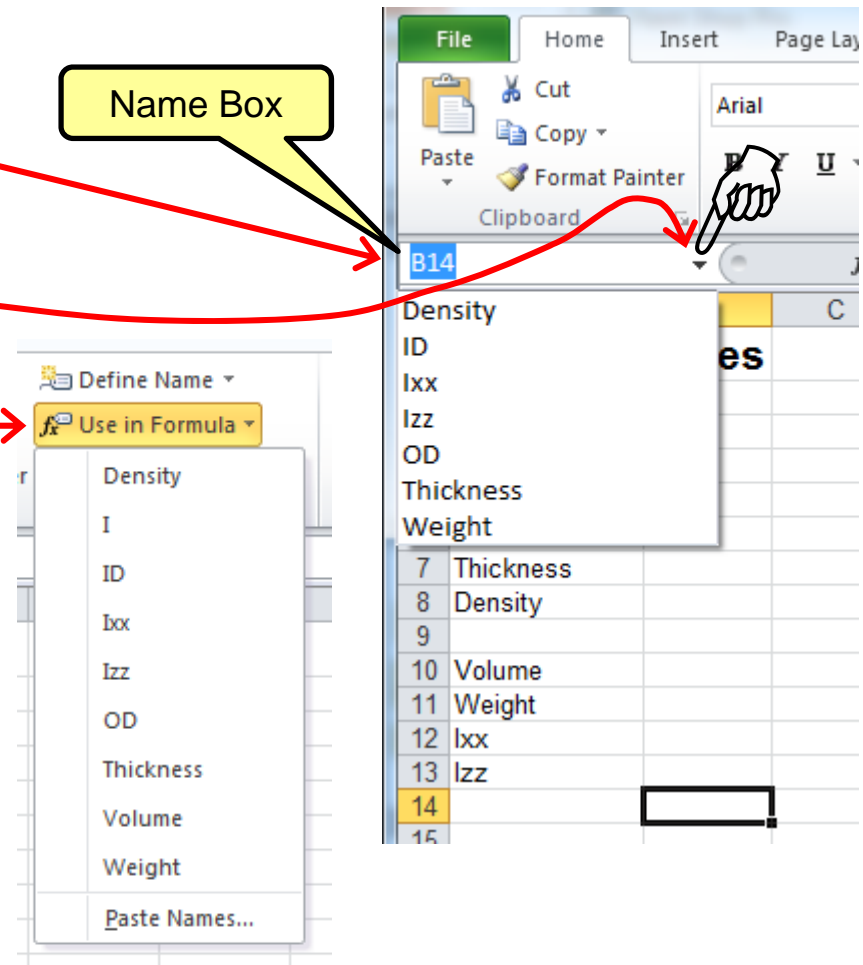 File Home Insert Page Lay
Name Box
Cut
Copy
Paste
Format Painter
Arial
U
Clipboard
B14
Density
ID
Ixx
Izz
OD
Thickness
Weight
C
es
7 Thickness
8 Density
9
10 Volume
11 Weight
12 Ixx
13 Izz
14
15
Define Name
fx Use in Formula
r
Density
I
ID
Ixx
Izz
OD
Thickness
Volume
Weight
Paste Names...